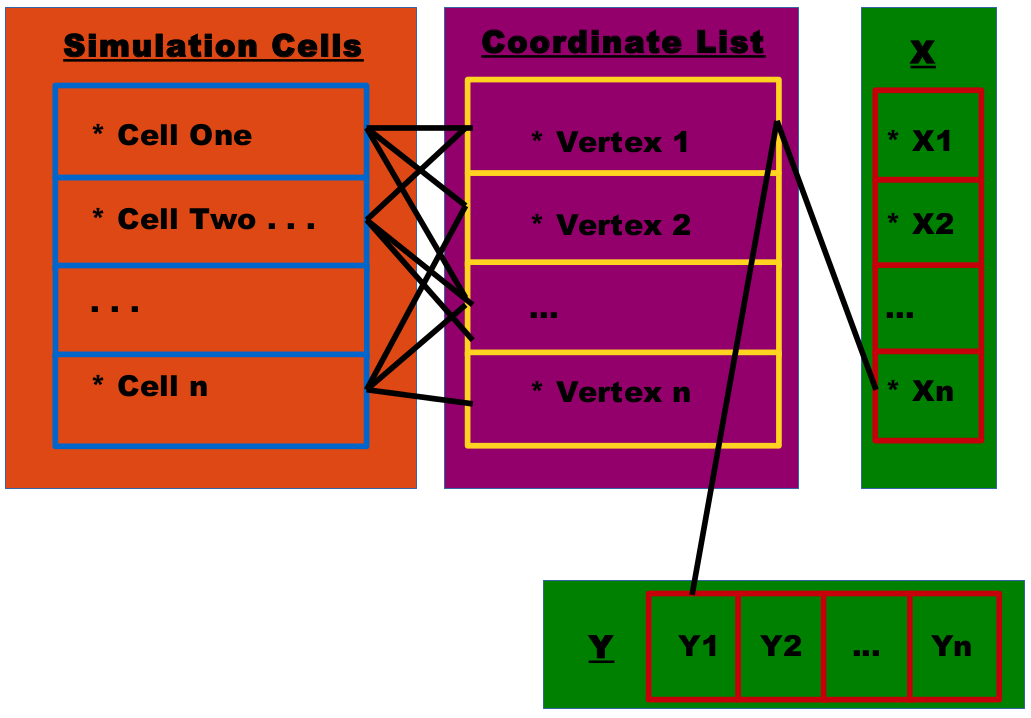 Simulation Cells
* Cell One
* Cell Two . . .
. . .
* Cell n
Coordinate List
* Vertex 1
* Vertex 2
...
* Vertex n
X
* X1
* X2
...
* Xn
Y Y1 Y2 ... Yn